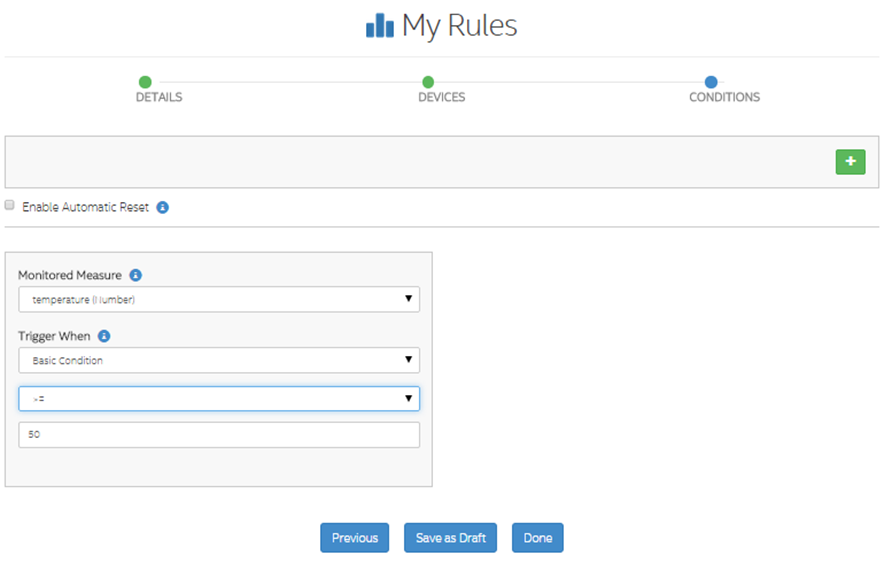 My Rules
DETAILS
DEVICES
CONDITIONS
+
Enable Automatic Reset
Monitored Measure
temperature (Number)
Trigger When
Basic Condition
>=
50
Previous
Save as Draft
Done